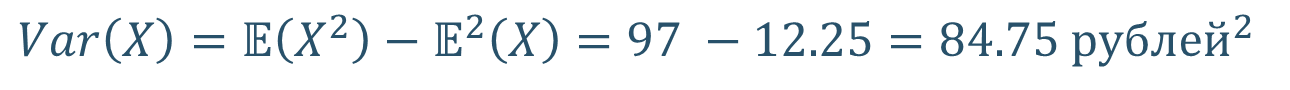 Var(X) = 𝔼(X²) − 𝔼²(X) = 97 − 12.25 = 84.75 рублей²